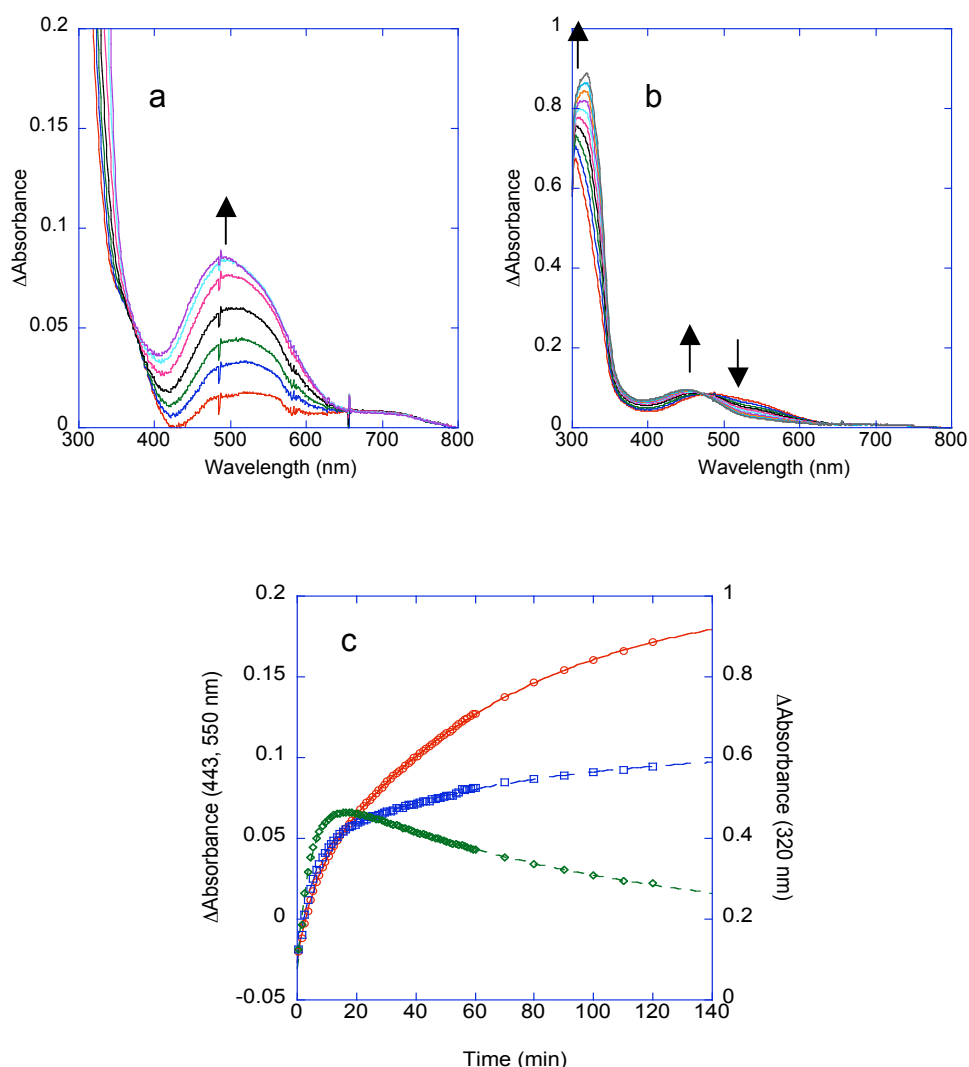 a
0.2
0.15
0.1
0.05
0
ΔAbsorbance
300 400 500 600 700 800
Wavelength (nm)
b
1
0.8
0.6
0.4
0.2
0
ΔAbsorbance
300 400 500 600 700 800
Wavelength (nm)
c
0.2
0.15
0.1
0.05
0
-0.05
ΔAbsorbance (443, 550 nm)
1
0.8
0.6
0.4
0.2
0
ΔAbsorbance (320 nm)
0 20 40 60 80 100 120 140
Time (min)